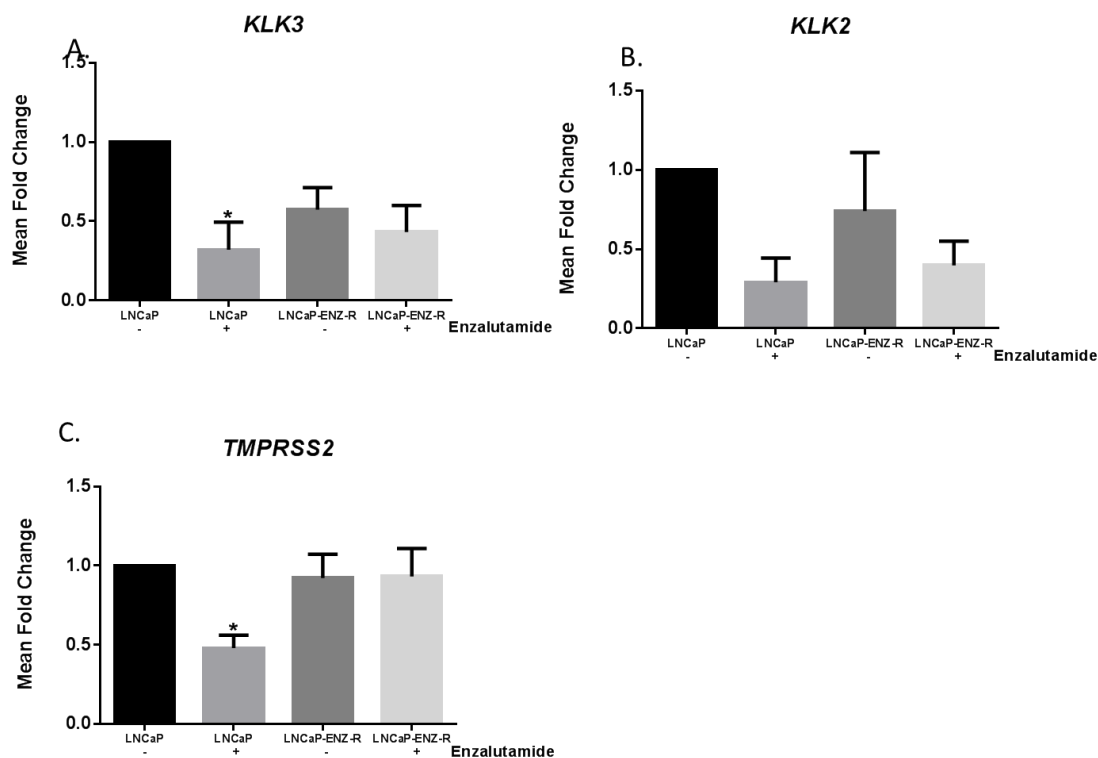 KLK3
A.
Mean Fold Change
1.5
1.0
0.5
0.0
*
LNCaP LNCaP LNCaP-ENZ-R LNCaP-ENZ-R
- + - + Enzalutamide
KLK2
B.
Mean Fold Change
1.5
1.0
0.5
0.0
LNCaP LNCaP LNCaP-ENZ-R LNCaP-ENZ-R
- + - + Enzalutamide
C.
TMPRSS2
Mean Fold Change
1.5
1.0
0.5
0.0
*
LNCaP LNCaP LNCaP-ENZ-R LNCaP-ENZ-R
- + - + Enzalutamide